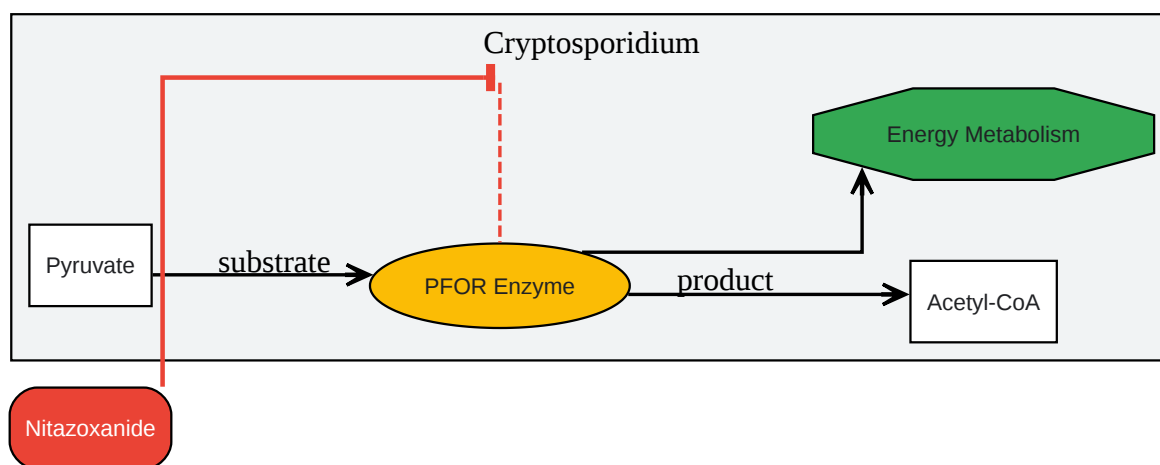 Cryptosporidium
Energy Metabolism
Pyruvate
substrate
PFOR Enzyme
product
Acetyl-CoA
Nitazoxanide